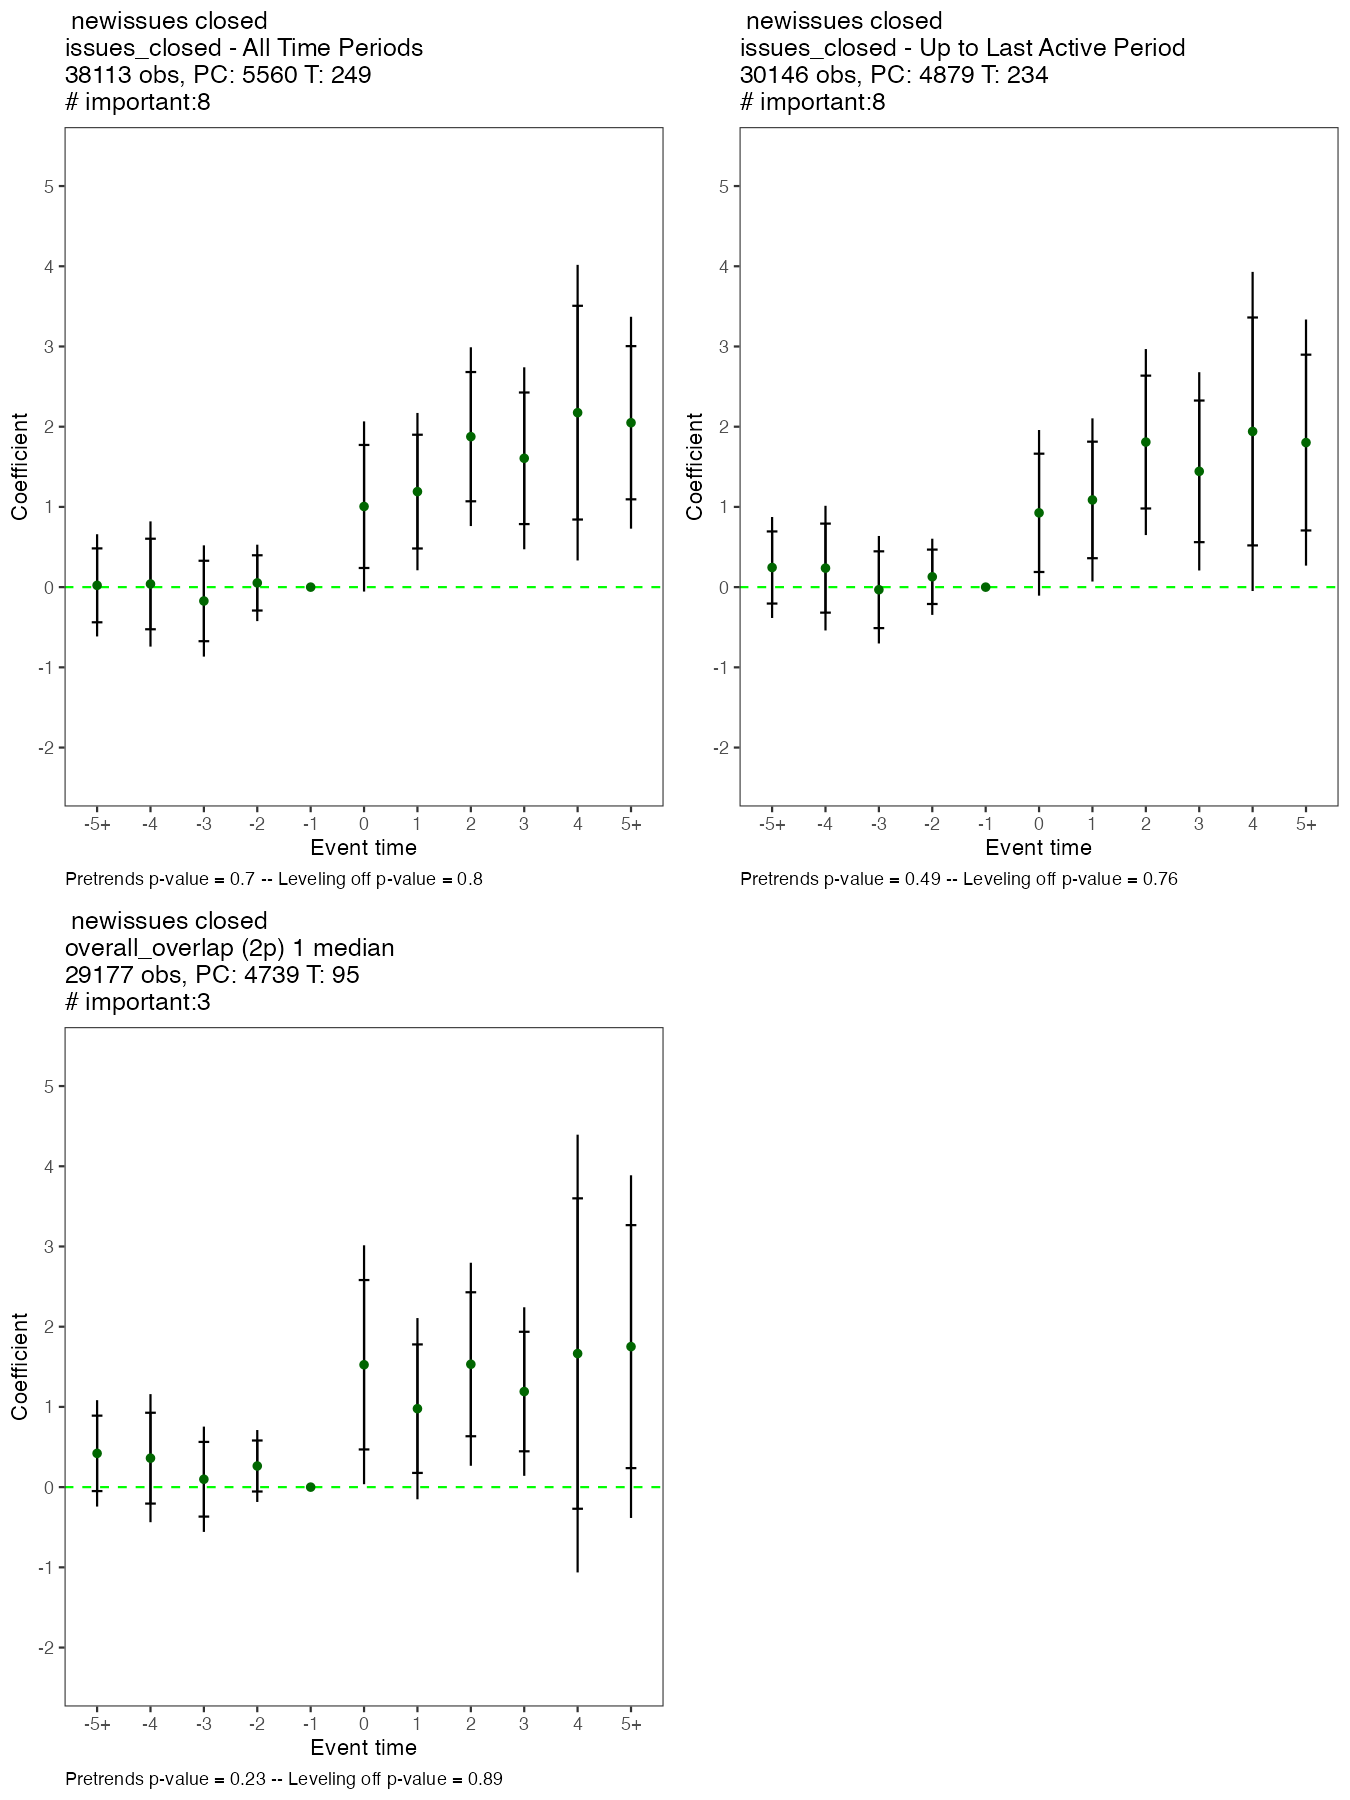 newissues closed
issues_closed - All Time Periods
38113 obs, PC: 5560 T: 249
# important:8
5
4
3
2
1
0
-1
-2
Coefficient
-5+ -4 -3 -2 -1 0 1 2 3 4 5+
Event time
Pretrends p-value = 0.7 -- Leveling off p-value = 0.8
newissues closed
issues_closed - Up to Last Active Period
30146 obs, PC: 4879 T: 234
# important:8
5
4
3
2
1
0
-1
-2
Coefficient
-5+ -4 -3 -2 -1 0 1 2 3 4 5+
Event time
Pretrends p-value = 0.49 -- Leveling off p-value = 0.76
newissues closed
overall_overlap (2p) 1 median
29177 obs, PC: 4739 T: 95
# important:3
5
4
3
2
1
0
-1
-2
Coefficient
-5+ -4 -3 -2 -1 0 1 2 3 4 5+
Event time
Pretrends p-value = 0.23 -- Leveling off p-value = 0.89